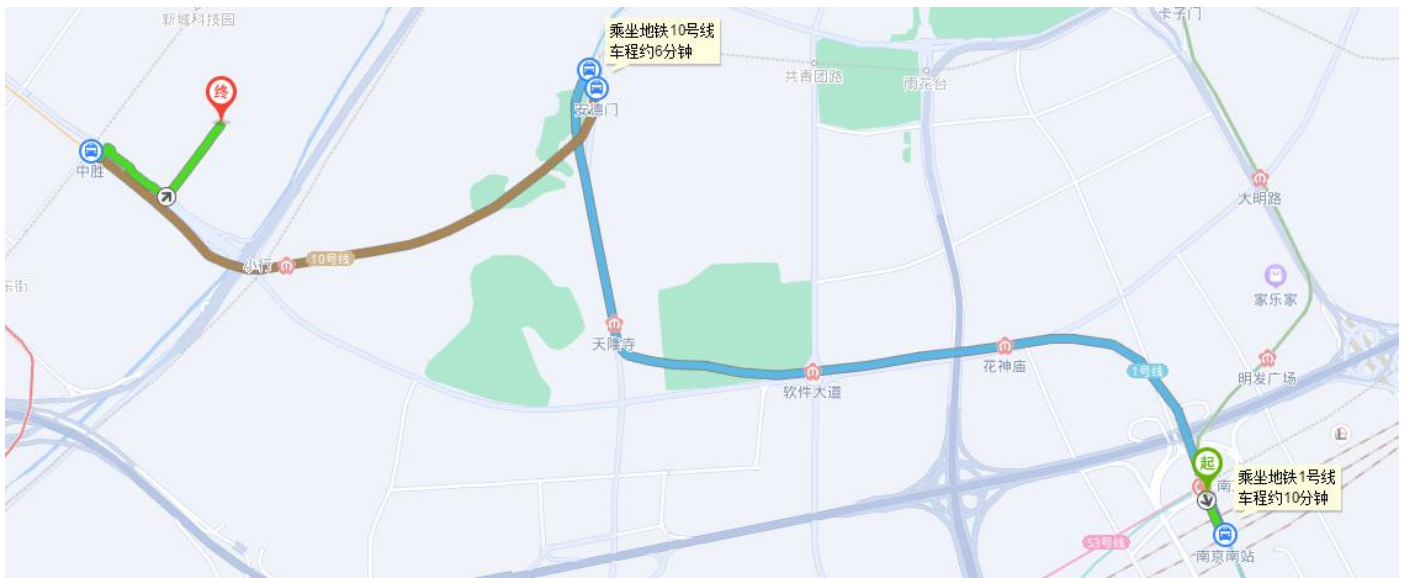 新城科技园
卡子门
乘坐地铁10号线
车程约6分钟
共青团路
雨花台
终
安德门
中胜
大明路
小行
10号线
东街
家乐家
天隆寺
花神庙
1号线
明发广场
软件大道
起
南
乘坐地铁1号线
车程约10分钟
S3号线
南京南站